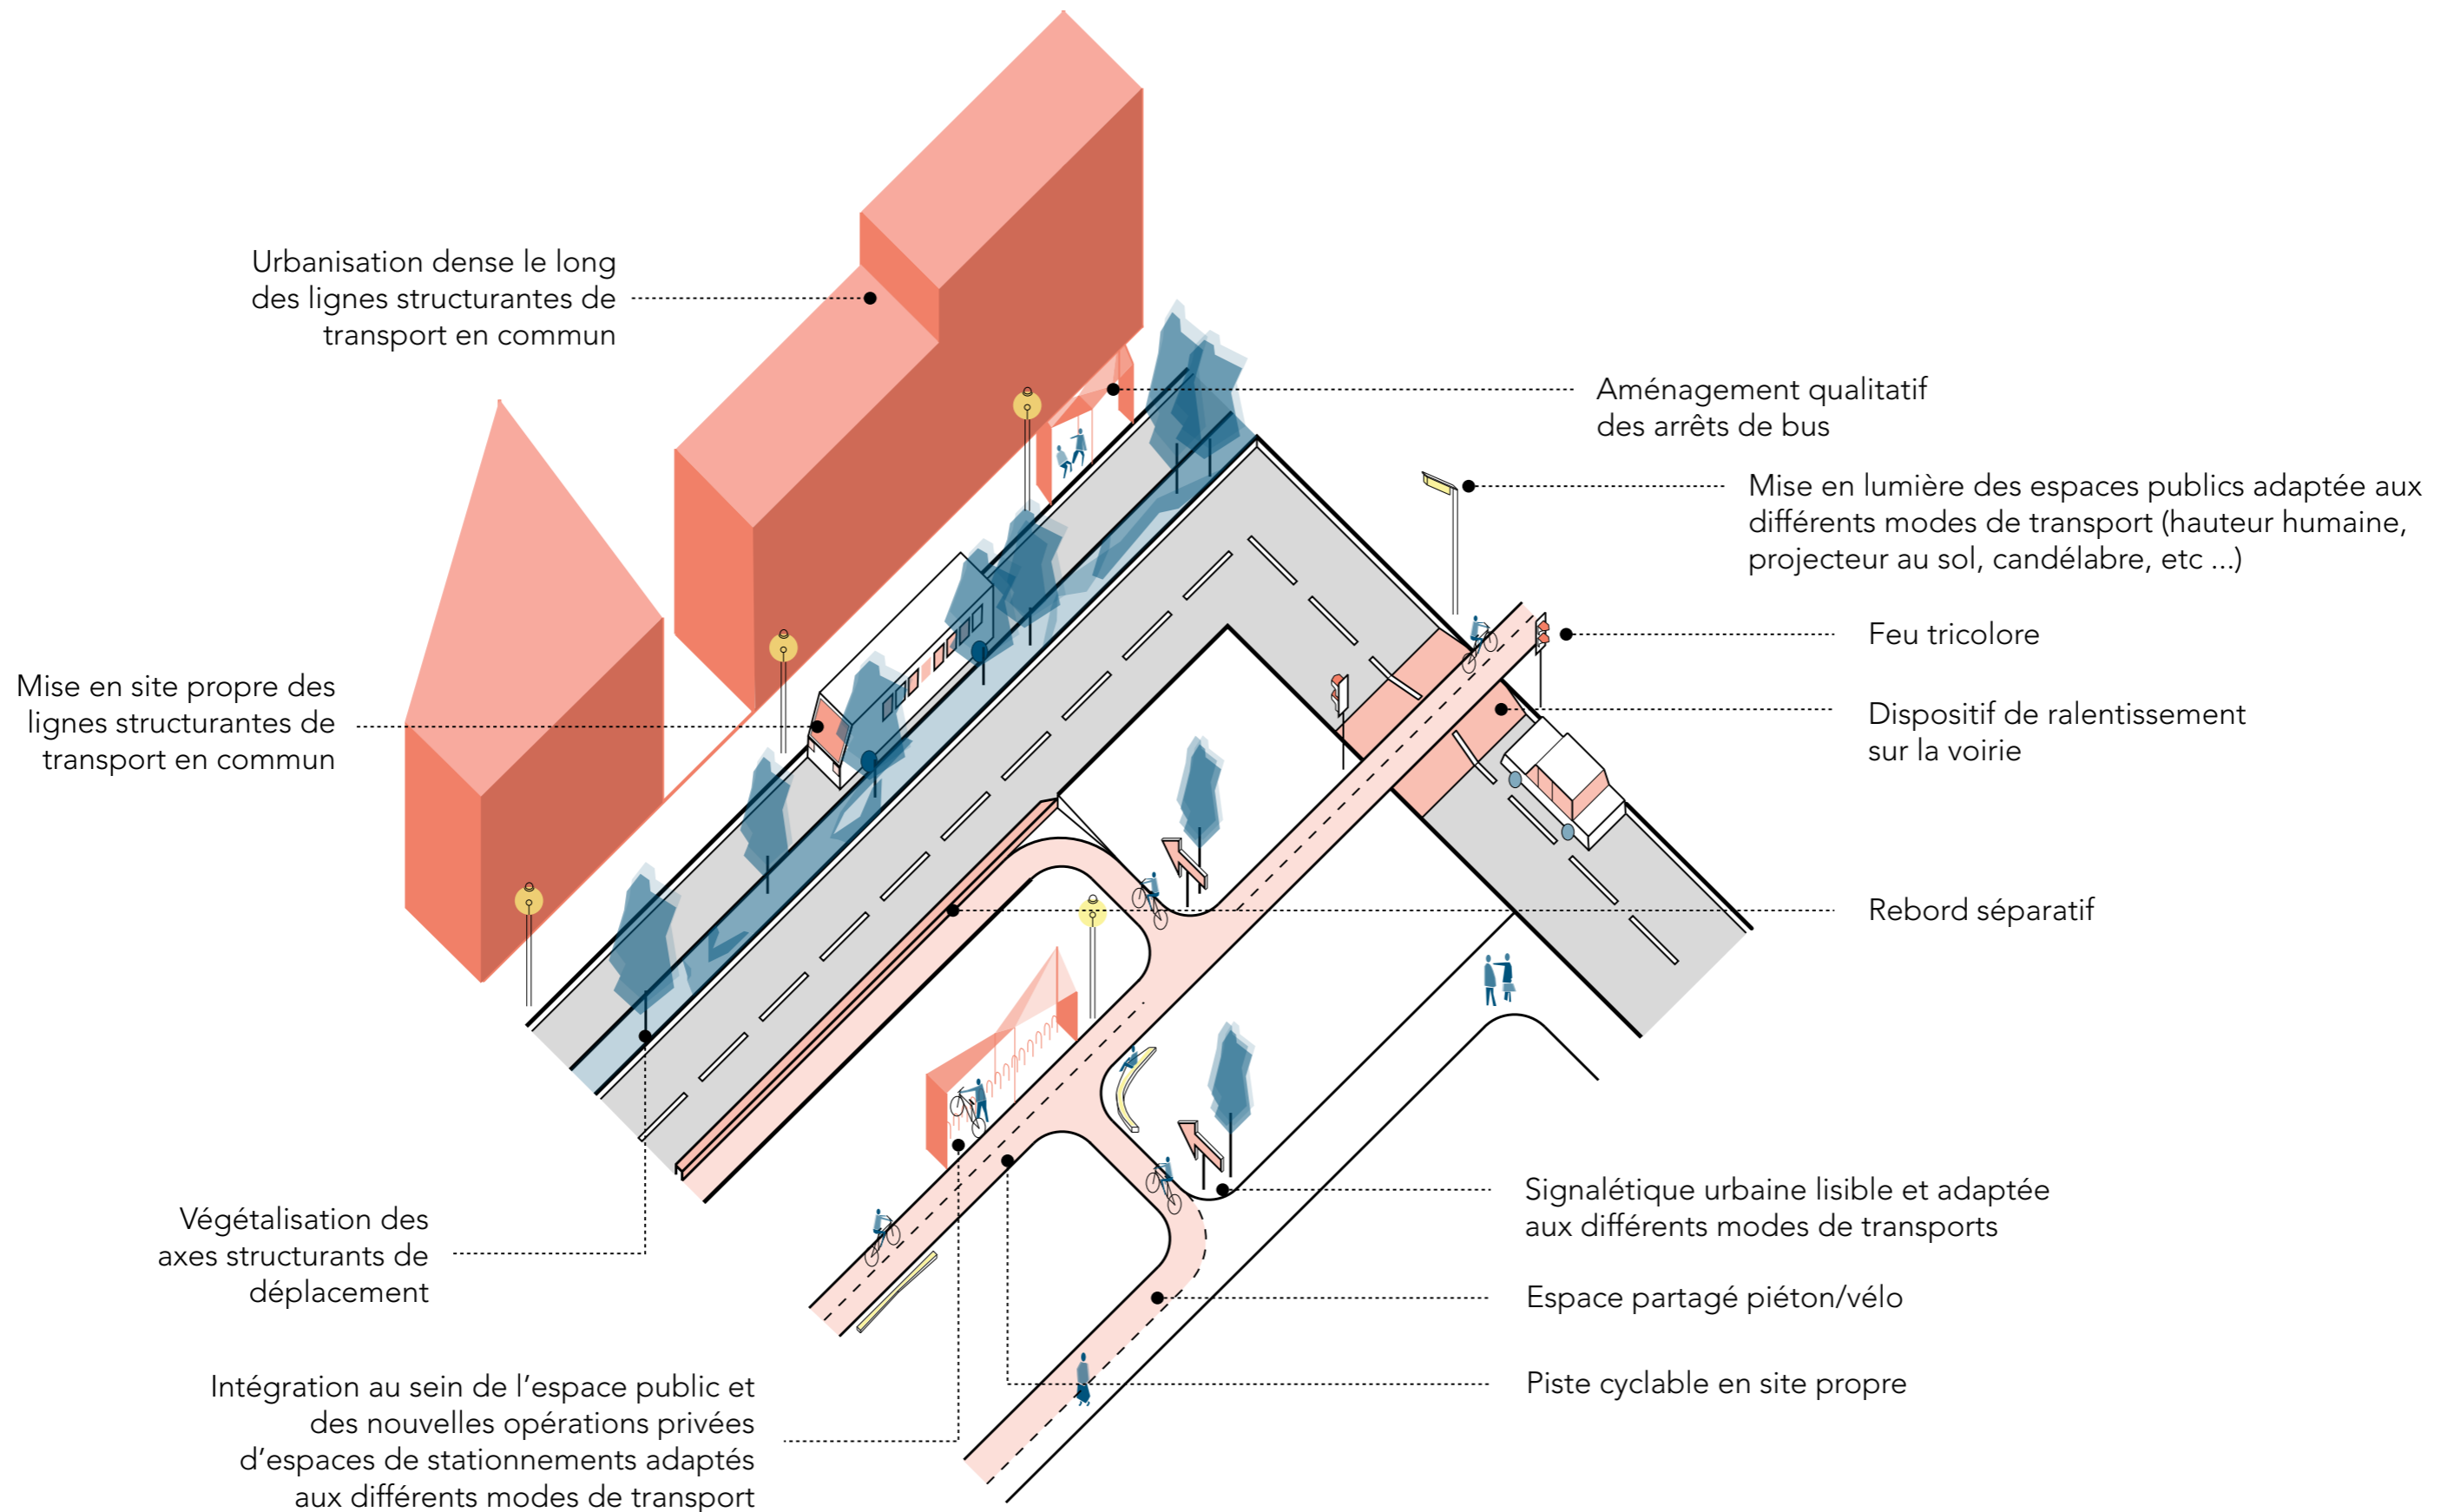 Urbanisation dense le long
des lignes structurantes de
transport en commun
Aménagement qualitatif
des arrêts de bus
Mise en lumière des espaces publics adaptée aux
différents modes de transport (hauteur humaine,
projecteur au sol, candélabre, etc ...)
Feu tricolore
Mise en site propre des
lignes structurantes de
transport en commun
Dispositif de ralentissement
sur la voirie
Rebord séparatif
Végétalisation des
axes structurants de
déplacement
Signalétique urbaine lisible et adaptée
aux différents modes de transports
Espace partagé piéton/vélo
Piste cyclable en site propre
Intégration au sein de l’espace public et
des nouvelles opérations privées
d’espaces de stationnements adaptés
aux différents modes de transport